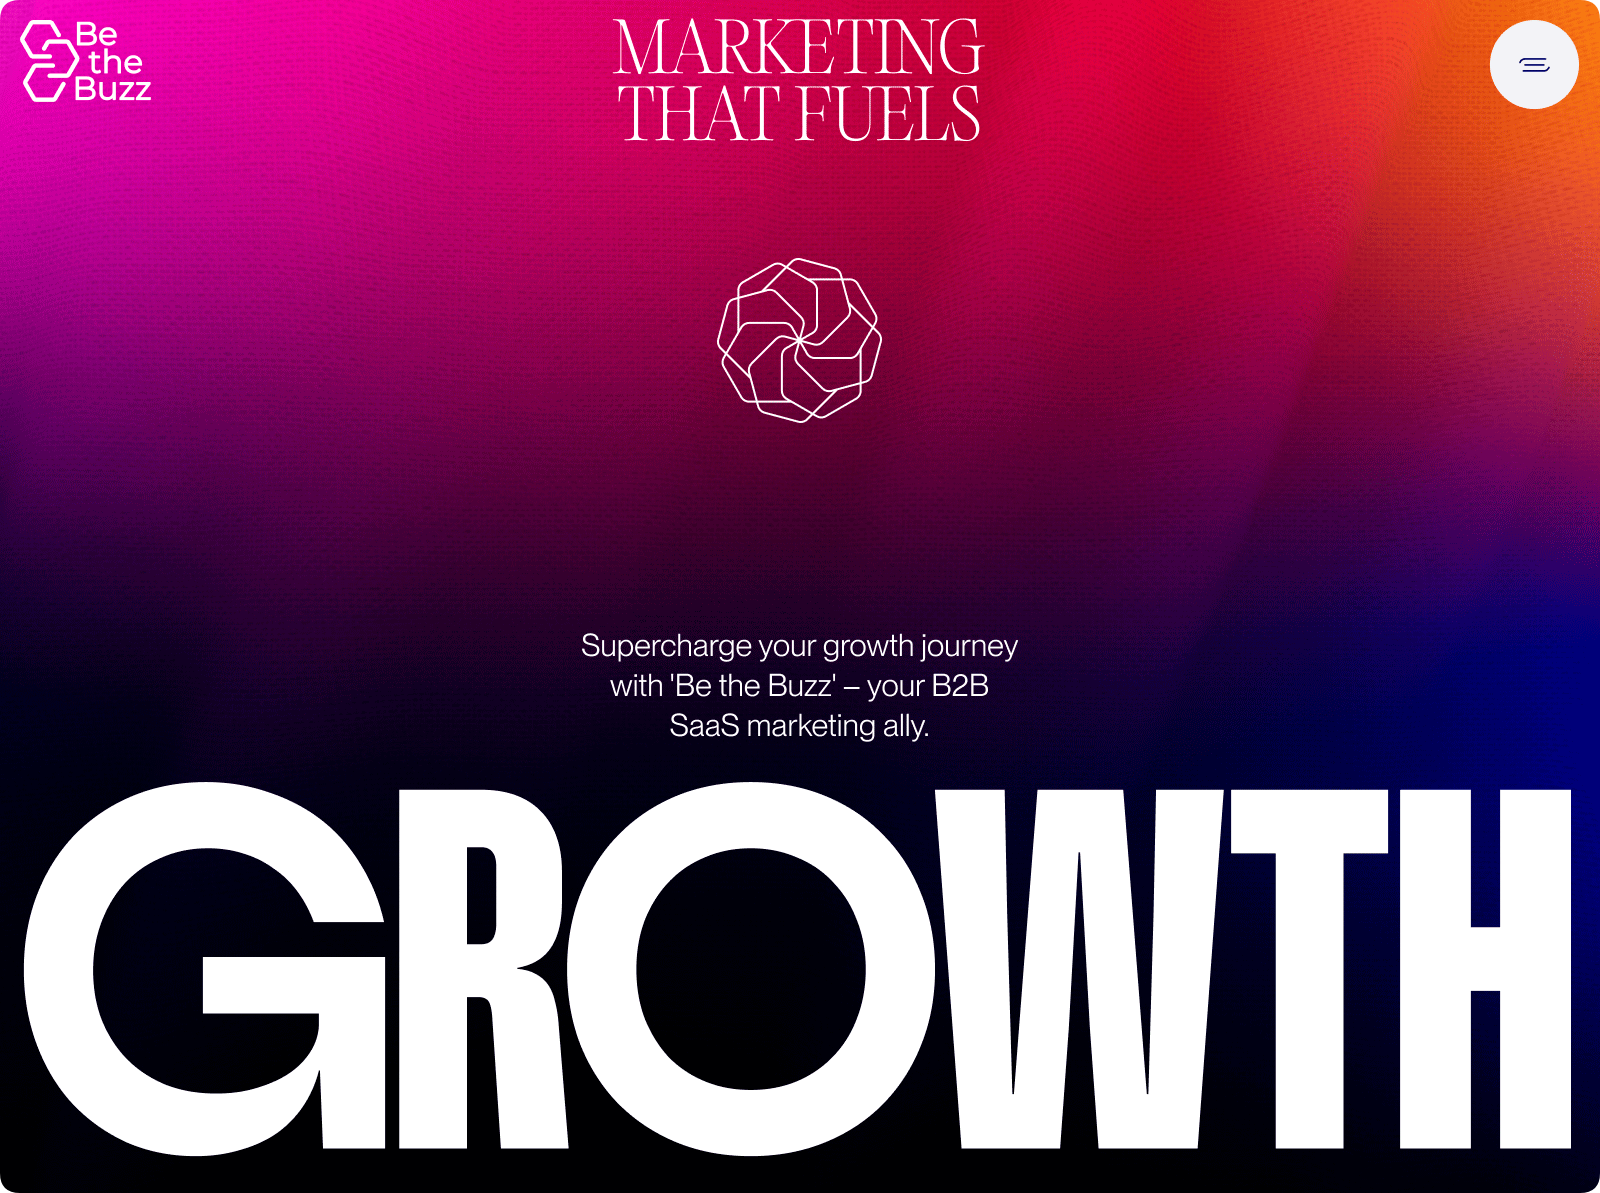 Be
the
Buzz
MARKETING
THAT FUELS
Supercharge your growth journey
with 'Be the Buzz' – your B2B
SaaS marketing ally.
GROWTH